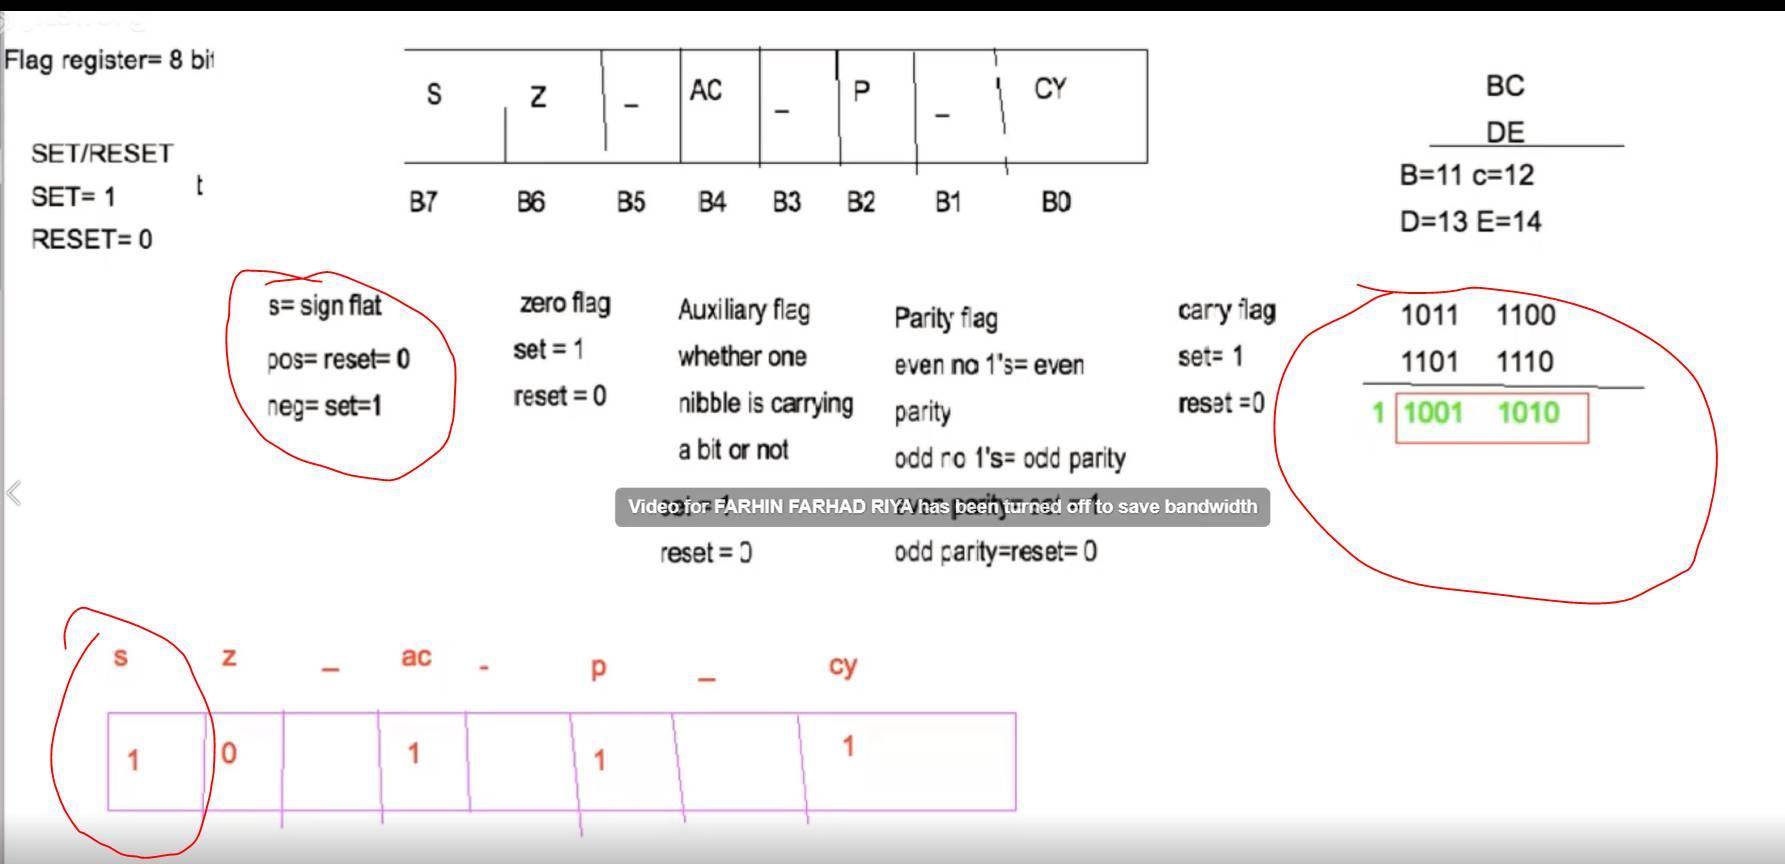 Flag register= 8 bit
SET/RESET
SET= 1
t
RESET= 0
S Z _ AC _ P _ CY
B7 B6 B5 B4 B3 B2 B1 B0
BC
DE
B=11 c=12
D=13 E=14
s= sign flat
pos= reset= 0
neg= set=1
zero flag
set = 1
reset = 0
Auxiliary flag
whether one
nibble is carrying
a bit or not
set = 1
reset = 0
Parity flag
even no 1's= even
parity
odd no 1's= odd parity
even parity= set = 1
odd parity=reset= 0
carry flag
set= 1
reset =0
1011 1100
1101 1110
1 1001 1010
Video for FARHIN FARHAD RIYA has been turned off to save bandwidth
s z _ ac - p _ cy
1 0 1 1 1